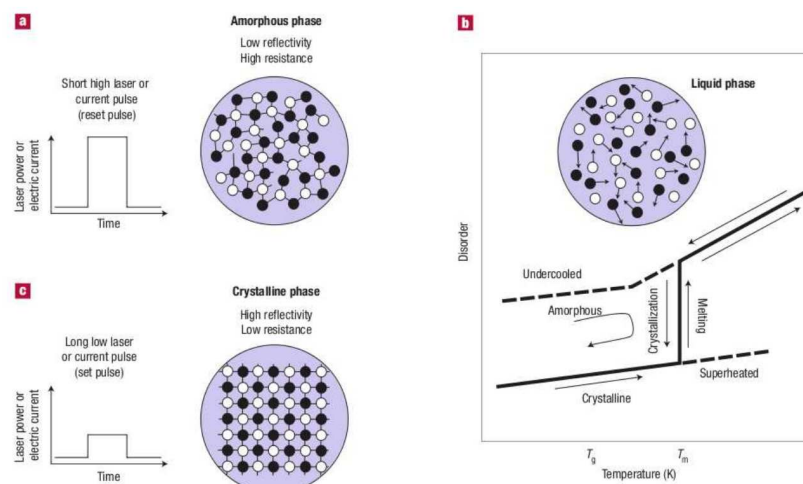 a
Amorphous phase
Low reflectivity
High resistance
Short high laser or
current pulse
(reset pulse)
Laser power or
electric current
Time
c
Crystalline phase
High reflectivity
Low resistance
Long low laser
or current pulse
(set pulse)
Laser power or
electric current
Time
b
Liquid phase
Disorder
Undercooled
Amorphous
Crystallization
Melting
Superheated
Crystalline
Tg
Tm
Temperature (K)